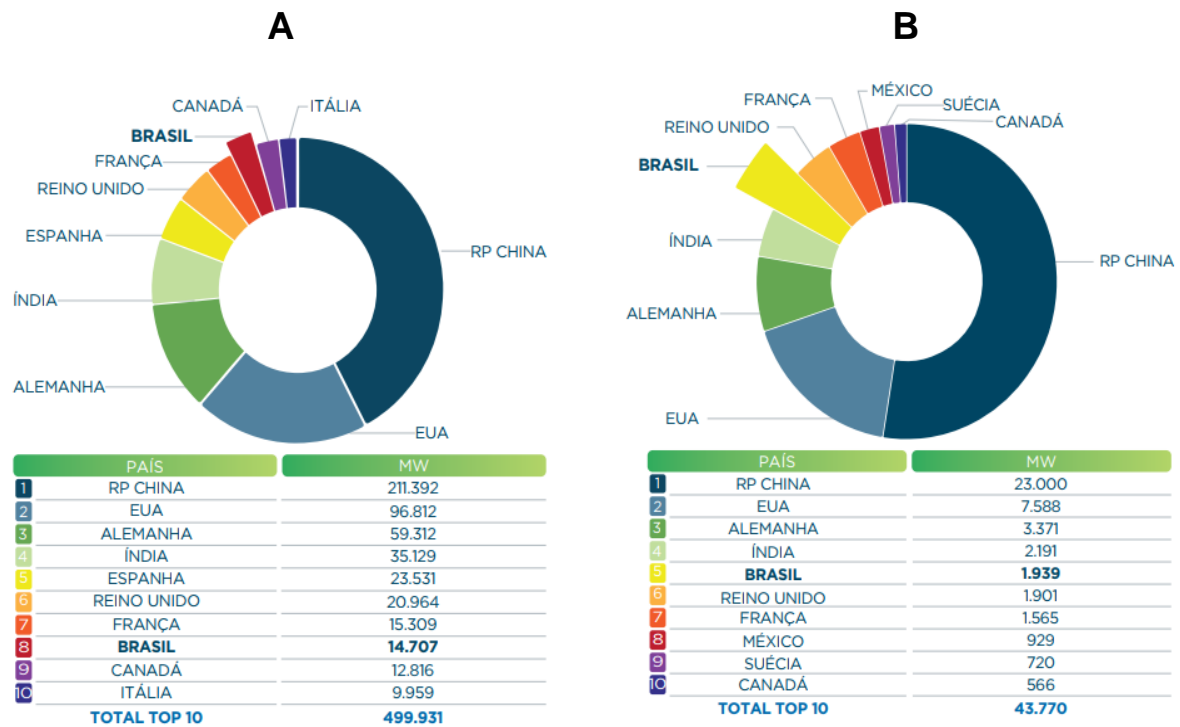 A
CANADÁ
ITÁLIA
BRASIL
FRANÇA
REINO UNIDO
ESPANHA
RP CHINA
ÍNDIA
ALEMANHA
EUA
PAÍS MW
1 RP CHINA 211.392
2 EUA 96.812
3 ALEMANHA 59.312
4 ÍNDIA 35.129
5 ESPANHA 23.531
6 REINO UNIDO 20.964
7 FRANÇA 15.309
8 BRASIL 14.707
9 CANADÁ 12.816
10 ITÁLIA 9.959
TOTAL TOP 10 499.931
B
MÉXICO
FRANÇA
SUÉCIA
CANADÁ
REINO UNIDO
BRASIL
ÍNDIA
RP CHINA
ALEMANHA
EUA
PAÍS MW
1 RP CHINA 23.000
2 EUA 7.588
3 ALEMANHA 3.371
4 ÍNDIA 2.191
5 BRASIL 1.939
6 REINO UNIDO 1.901
7 FRANÇA 1.565
8 MÉXICO 929
9 SUÉCIA 720
10 CANADÁ 566
TOTAL TOP 10 43.770